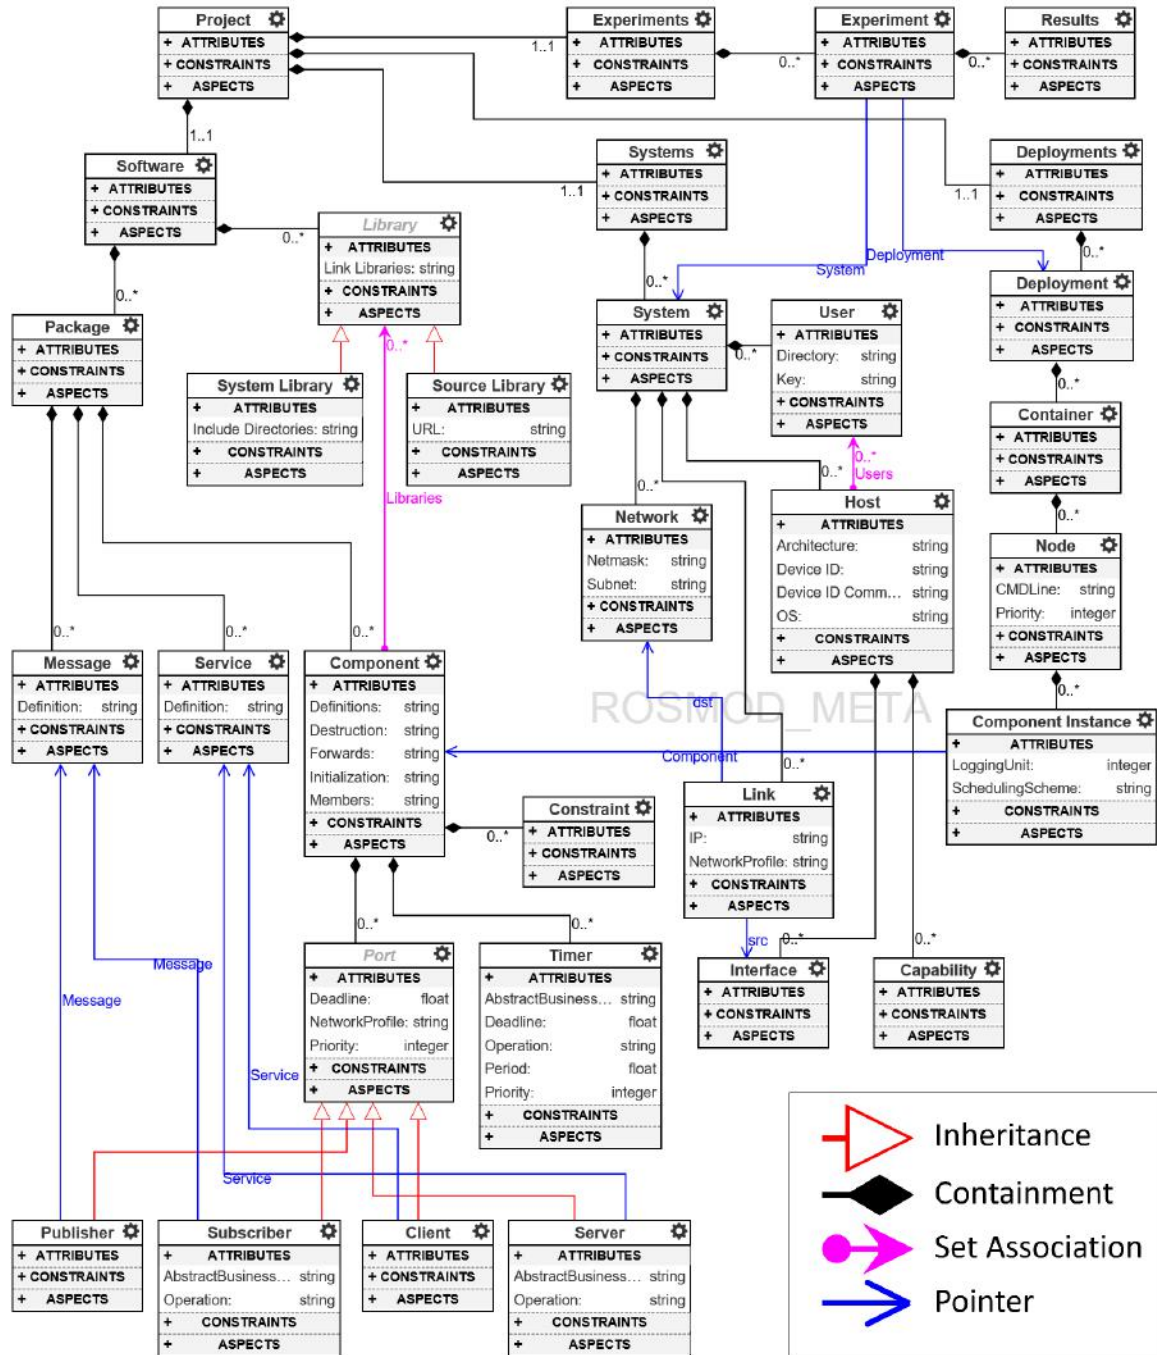 Project
+ ATTRIBUTES
+ CONSTRAINTS
+ ASPECTS
Experiments
+ ATTRIBUTES
+ CONSTRAINTS
+ ASPECTS
Experiment
+ ATTRIBUTES
+ CONSTRAINTS
+ ASPECTS
Results
+ ATTRIBUTES
+ CONSTRAINTS
+ ASPECTS
1..1
0..*
0..*
1..1
Software
+ ATTRIBUTES
+ CONSTRAINTS
+ ASPECTS
Systems
+ ATTRIBUTES
+ CONSTRAINTS
+ ASPECTS
Deployments
+ ATTRIBUTES
+ CONSTRAINTS
+ ASPECTS
1..1
1..1
0..*
Library
+ ATTRIBUTES
Link Libraries: string
+ CONSTRAINTS
+ ASPECTS
System
Deployment
0..*
0..*
0..*
Package
+ ATTRIBUTES
+ CONSTRAINTS
+ ASPECTS
System
+ ATTRIBUTES
+ CONSTRAINTS
+ ASPECTS
0..*
User
+ ATTRIBUTES
Directory: string
Key: string
+ CONSTRAINTS
+ ASPECTS
Deployment
+ ATTRIBUTES
+ CONSTRAINTS
+ ASPECTS
0..*
0..*
System Library
+ ATTRIBUTES
Include Directories: string
+ CONSTRAINTS
+ ASPECTS
Source Library
+ ATTRIBUTES
URL: string
+ CONSTRAINTS
+ ASPECTS
Container
+ ATTRIBUTES
+ CONSTRAINTS
+ ASPECTS
Libraries
0..*
Users
0..*
0..*
0..*
Network
+ ATTRIBUTES
Netmask: string
Subnet: string
+ CONSTRAINTS
+ ASPECTS
Host
+ ATTRIBUTES
Architecture: string
Device ID: string
Device ID Comm... string
OS: string
+ CONSTRAINTS
+ ASPECTS
Node
+ ATTRIBUTES
CMDLine: string
Priority: integer
+ CONSTRAINTS
+ ASPECTS
0..*
0..*
0..*
0..*
Message
+ ATTRIBUTES
Definition: string
+ CONSTRAINTS
+ ASPECTS
Service
+ ATTRIBUTES
Definition: string
+ CONSTRAINTS
+ ASPECTS
Component
+ ATTRIBUTES
Definitions: string
Destruction: string
Forwards: string
Initialization: string
Members: string
+ CONSTRAINTS
+ ASPECTS
ROSMOD_META
dst
Component
0..*
Component Instance
+ ATTRIBUTES
LoggingUnit: integer
SchedulingScheme: string
+ CONSTRAINTS
+ ASPECTS
0..*
Constraint
+ ATTRIBUTES
+ CONSTRAINTS
+ ASPECTS
Link
+ ATTRIBUTES
IP: string
NetworkProfile: string
+ CONSTRAINTS
+ ASPECTS
0..*
0..*
src
0..*
0..*
Port
+ ATTRIBUTES
Deadline: float
NetworkProfile: string
Priority: integer
+ CONSTRAINTS
+ ASPECTS
Timer
+ ATTRIBUTES
AbstractBusiness... string
Deadline: float
Operation: string
Period: float
Priority: integer
+ CONSTRAINTS
+ ASPECTS
Interface
+ ATTRIBUTES
+ CONSTRAINTS
+ ASPECTS
Capability
+ ATTRIBUTES
+ CONSTRAINTS
+ ASPECTS
Message
Message
Service
Service
Publisher
+ ATTRIBUTES
+ CONSTRAINTS
+ ASPECTS
Subscriber
+ ATTRIBUTES
AbstractBusiness... string
Operation: string
+ CONSTRAINTS
+ ASPECTS
Client
+ ATTRIBUTES
+ CONSTRAINTS
+ ASPECTS
Server
+ ATTRIBUTES
AbstractBusiness... string
Operation: string
+ CONSTRAINTS
+ ASPECTS
Inheritance
Containment
Set Association
Pointer